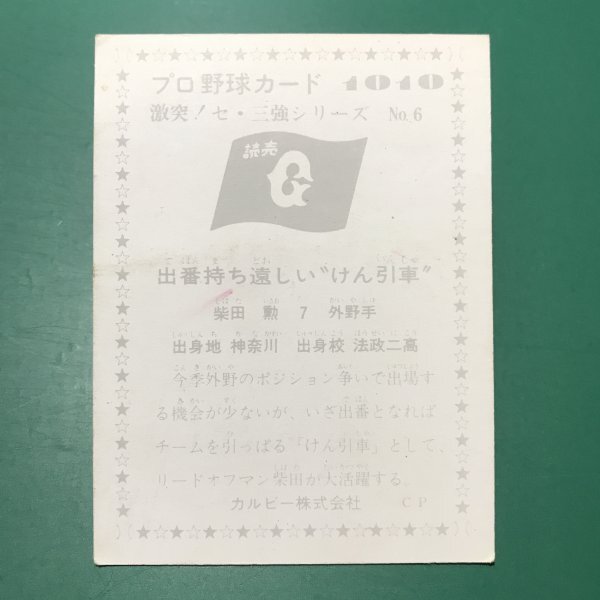 プロ野球カード 1010
激突!セ・三強シリーズ No.6
読売
G
出番持ち遠しい"けん引車"
柴田 勲 7 外野手
出身地 神奈川 出身校 法政二高
今季外野のポジション争いで出場す
る機会が少ないが、いざ出番となれば
チームを引っぱる「けん引車」として、
リードオフマン柴田が大活躍する。
カルビー株式会社 CP